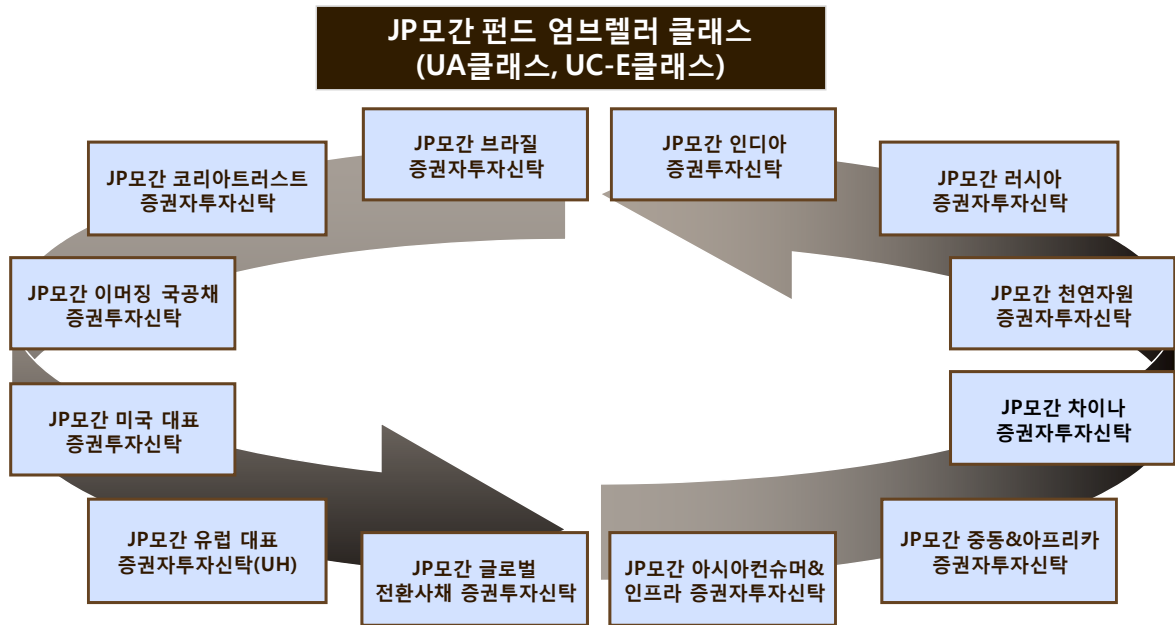 JP모간 펀드 엄브렐러 클래스
(UA클래스, UC-E클래스)
JP모간 브라질
증권자투자신탁
JP모간 인디아
증권투자신탁
JP모간 코리아트러스트
증권자투자신탁
JP모간 러시아
증권자투자신탁
JP모간 이머징 국공채
증권투자신탁
JP모간 천연자원
증권자투자신탁
JP모간 미국 대표
증권투자신탁
JP모간 차이나
증권자투자신탁
JP모간 유럽 대표
증권자투자신탁(UH)
JP모간 글로벌
전환사채 증권투자신탁
JP모간 아시아컨슈머&
인프라 증권자투자신탁
JP모간 중동&아프리카
증권자투자신탁